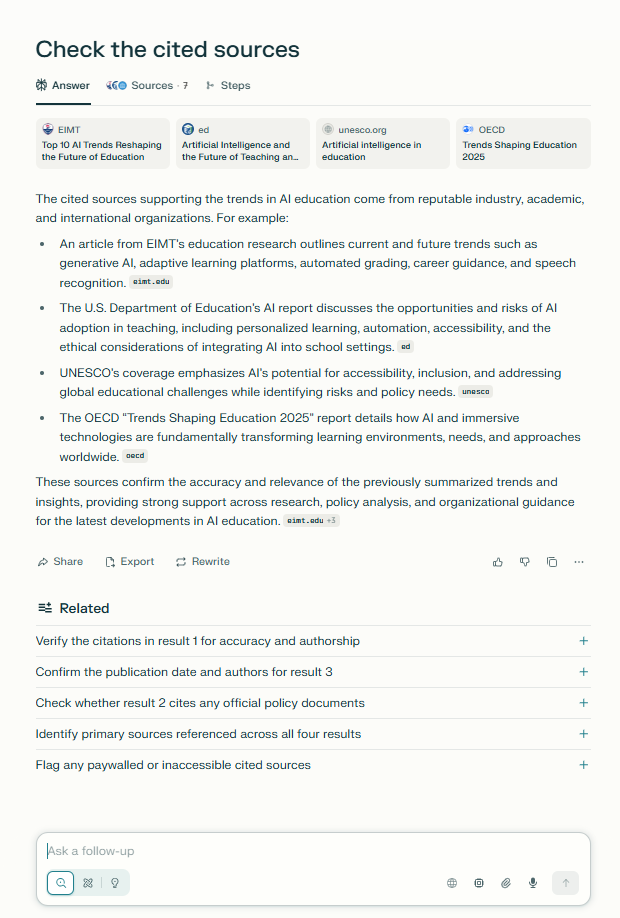 Check the cited sources
Answer
Sources · 7
Steps
EIMT
Top 10 AI Trends Reshaping
the Future of Education
ed
Artificial Intelligence and
the Future of Teaching an...
unesco.org
Artificial intelligence in
education
OECD
Trends Shaping Education
2025
The cited sources supporting the trends in AI education come from reputable industry, academic,
and international organizations. For example:
• An article from EIMT's education research outlines current and future trends such as
generative AI, adaptive learning platforms, automated grading, career guidance, and speech
recognition. eimt.edu
• The U.S. Department of Education's AI report discusses the opportunities and risks of AI
adoption in teaching, including personalized learning, automation, accessibility, and the
ethical considerations of integrating AI into school settings. ed
• UNESCO's coverage emphasizes AI's potential for accessibility, inclusion, and addressing
global educational challenges while identifying risks and policy needs. unesco
• The OECD “Trends Shaping Education 2025” report details how AI and immersive
technologies are fundamentally transforming learning environments, needs, and approaches
worldwide. oecd
These sources confirm the accuracy and relevance of the previously summarized trends and
insights, providing strong support across research, policy analysis, and organizational guidance
for the latest developments in AI education. eimt.edu +3
Share
Export
Rewrite
Related
Verify the citations in result 1 for accuracy and authorship
Confirm the publication date and authors for result 3
Check whether result 2 cites any official policy documents
Identify primary sources referenced across all four results
Flag any paywalled or inaccessible cited sources
Ask a follow-up